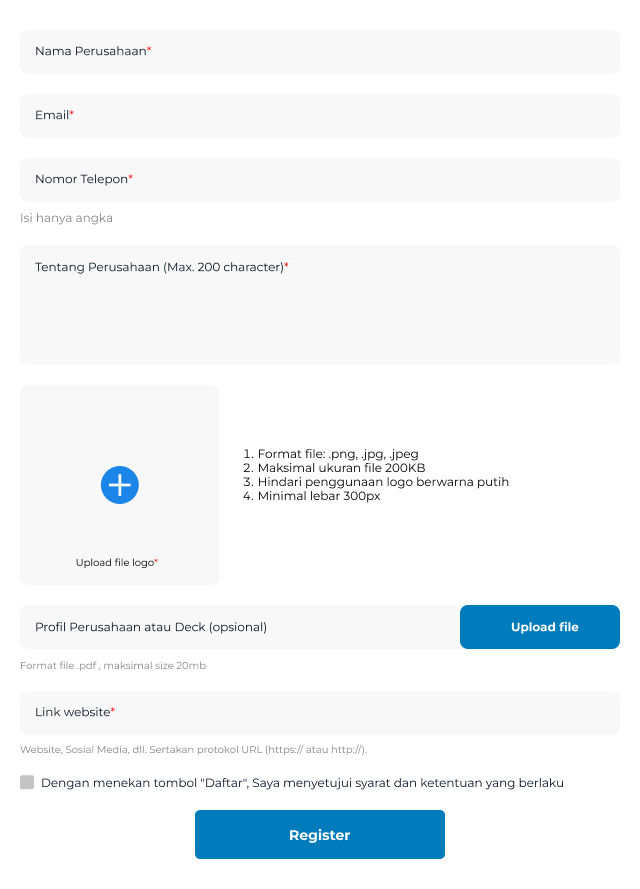 Nama Perusahaan*
Email*
Nomor Telepon*
Isi hanya angka
Tentang Perusahaan (Max. 200 character)*
1. Format file: .png, .jpg, .jpeg
2. Maksimal ukuran file 200KB
3. Hindari penggunaan logo berwarna putih
4. Minimal lebar 300px
Upload file logo*
Profil Perusahaan atau Deck (opsional)
Upload file
Format file .pdf , maksimal size 20mb
Link website*
Website, Sosial Media, dll. Sertakan protokol URL (https:// atau http://).
Dengan menekan tombol "Daftar", Saya menyetujui syarat dan ketentuan yang berlaku
Register